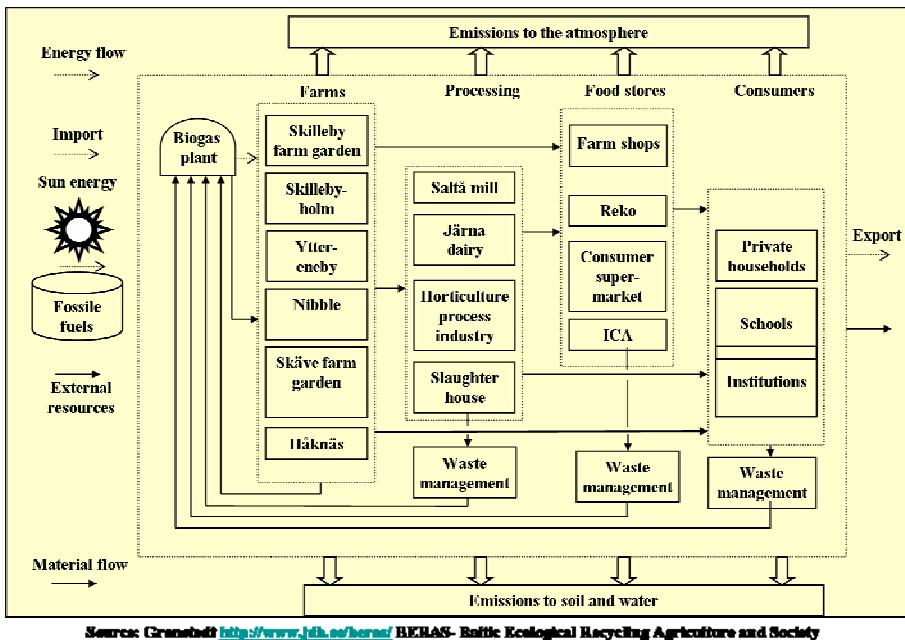 Emissions to the atmosphere
Energy flow
Import
Sun energy
Fossile
fuels
External
resources
Material flow
Farms
Processing
Food stores
Consumers
Biogas
plant
Skilleby
farm garden
Skilleby-
holm
Ytter-
eneby
Nibble
Skäve farm
garden
Håknäs
Saltå mill
Järna
dairy
Horticulture
process
industry
Slaughter
house
Waste
management
Farm shops
Reko
Consumer
super-
market
ICA
Waste
management
Private
households
Schools
Institutions
Waste
management
Export
Emissions to soil and water
Source: Granstedt http://www.jdb.se/beras/ BERAS- Baltic Ecological Recycling Agriculture and Society